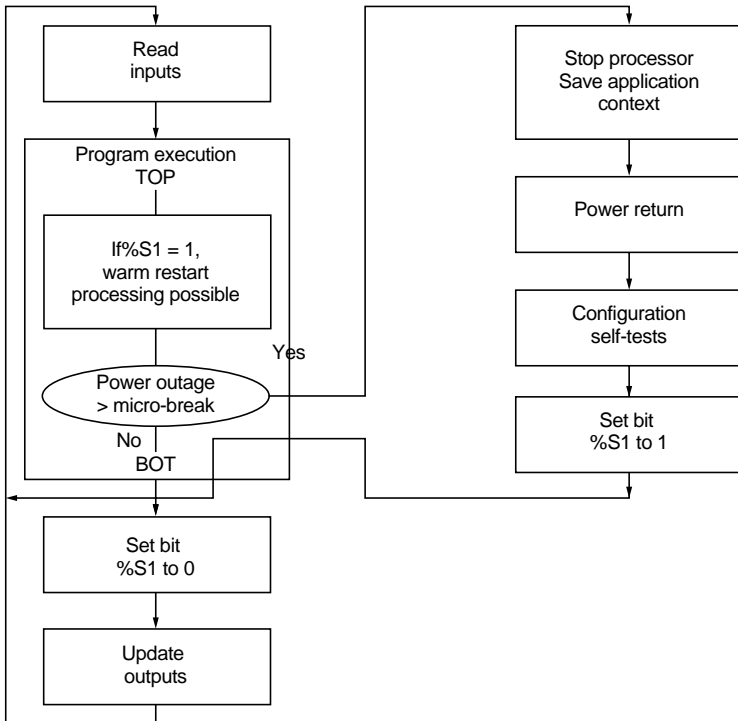 Read
inputs
Program execution
TOP
If%S1 = 1,
warm restart
processing possible
Yes
Power outage
> micro-break
No
BOT
Set bit
%S1 to 0
Update
outputs
Stop processor
Save application
context
Power return
Configuration
self-tests
Set bit
%S1 to 1